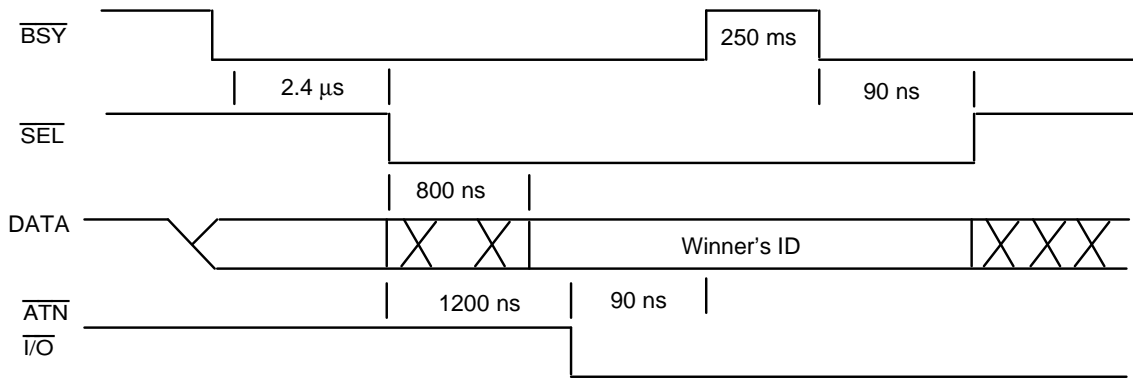 BSY
250 ms
2.4 μs
90 ns
SEL
800 ns
DATA
Winner's ID
1200 ns
90 ns
ATN
I/O